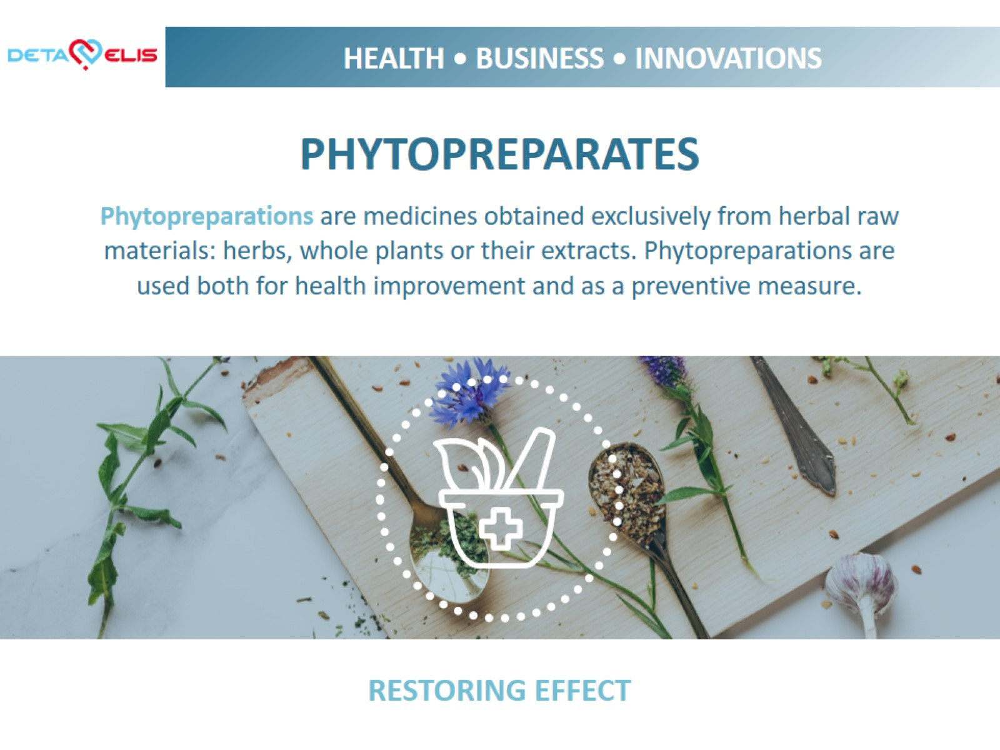 DETA ELIS
HEALTH • BUSINESS • INNOVATIONS
PHYTOPREPARATES
Phytopreparations are medicines obtained exclusively from herbal raw
materials: herbs, whole plants or their extracts. Phytopreparations are
used both for health improvement and as a preventive measure.
RESTORING EFFECT